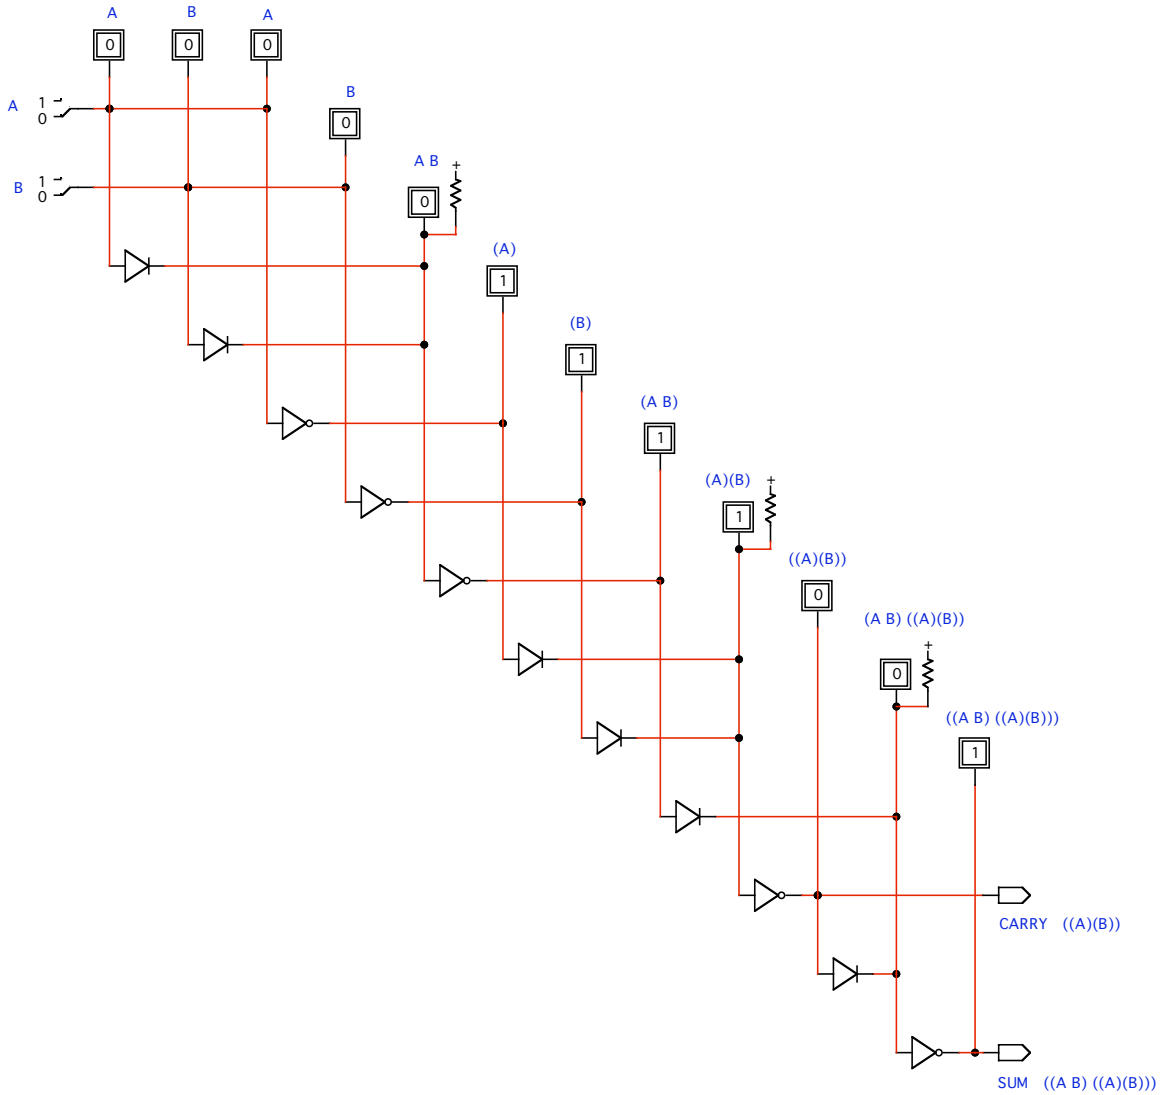 A B A
0 0 0
A 1
0
B
0
B 1
0
A B +
0
(A)
1
(B)
1
(A B)
1
(A)(B) +
1
((A)(B))
0
(A B) ((A)(B))
+
0
((A B) ((A)(B)))
1
CARRY ((A)(B))
SUM ((A B) ((A)(B)))